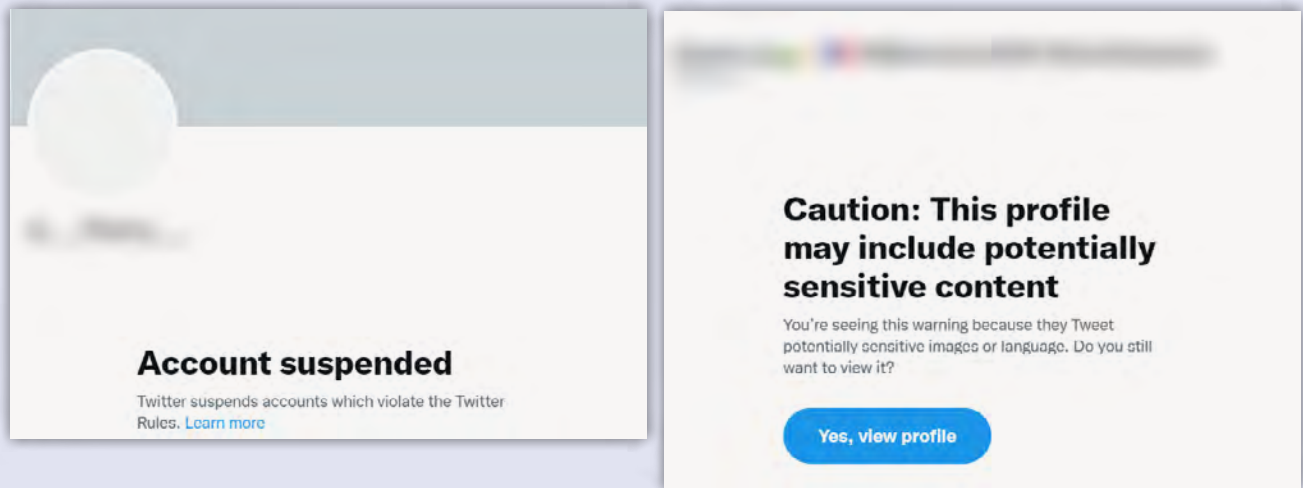 Account suspended
Twitter suspends accounts which violate the Twitter
Rules. Learn more
Caution: This profile
may include potentially
sensitive content
You're seeing this warning because they Tweet
potentially sensitive images or language. Do you still
want to view it?
Yes, view profile